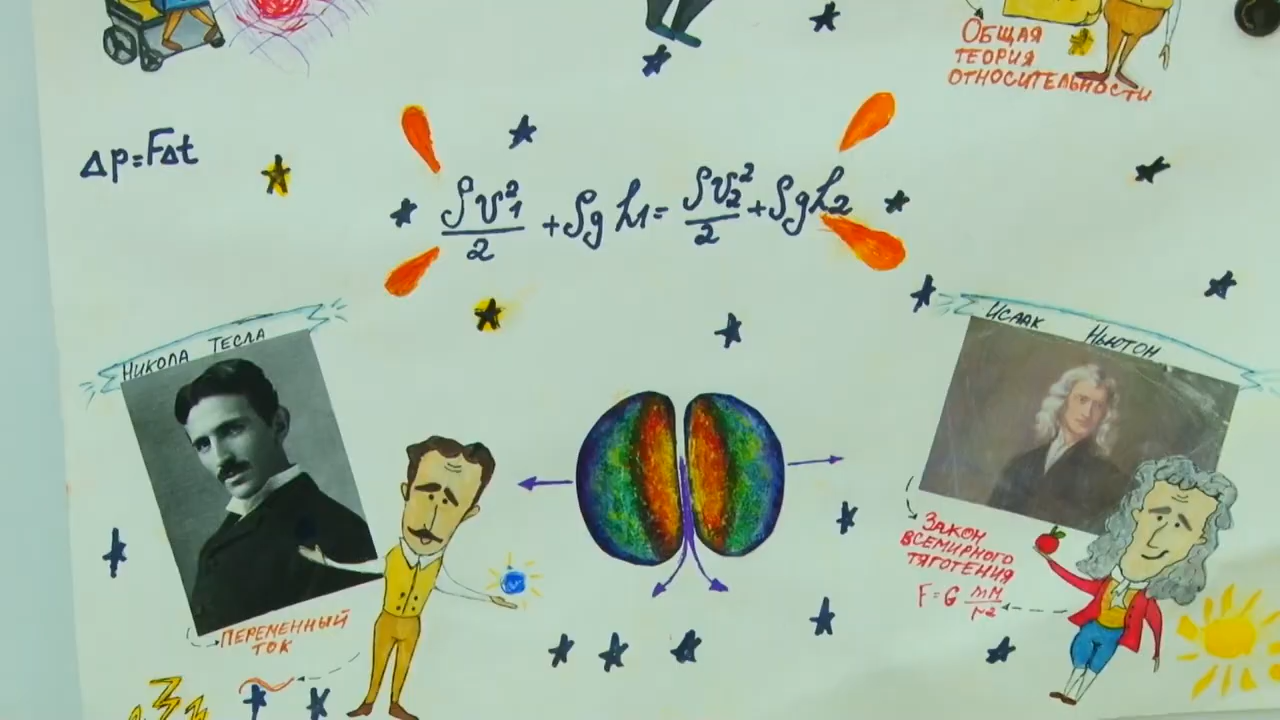 ОБЩАЯ
ТЕОРИЯ
ОТНОСИТЕЛЬНОСТИ
Δp=FΔt
ρv₁²/2 + ρgh₁ = ρv₂²/2 + ρgh₂
НИКОЛА ТЕСЛА
ИСААК НЬЮТОН
ЗАКОН
ВСЕМИРНОГО
ТЯГОТЕНИЯ
F=G mM/r²
ПЕРЕМЕННЫЙ
ТОК